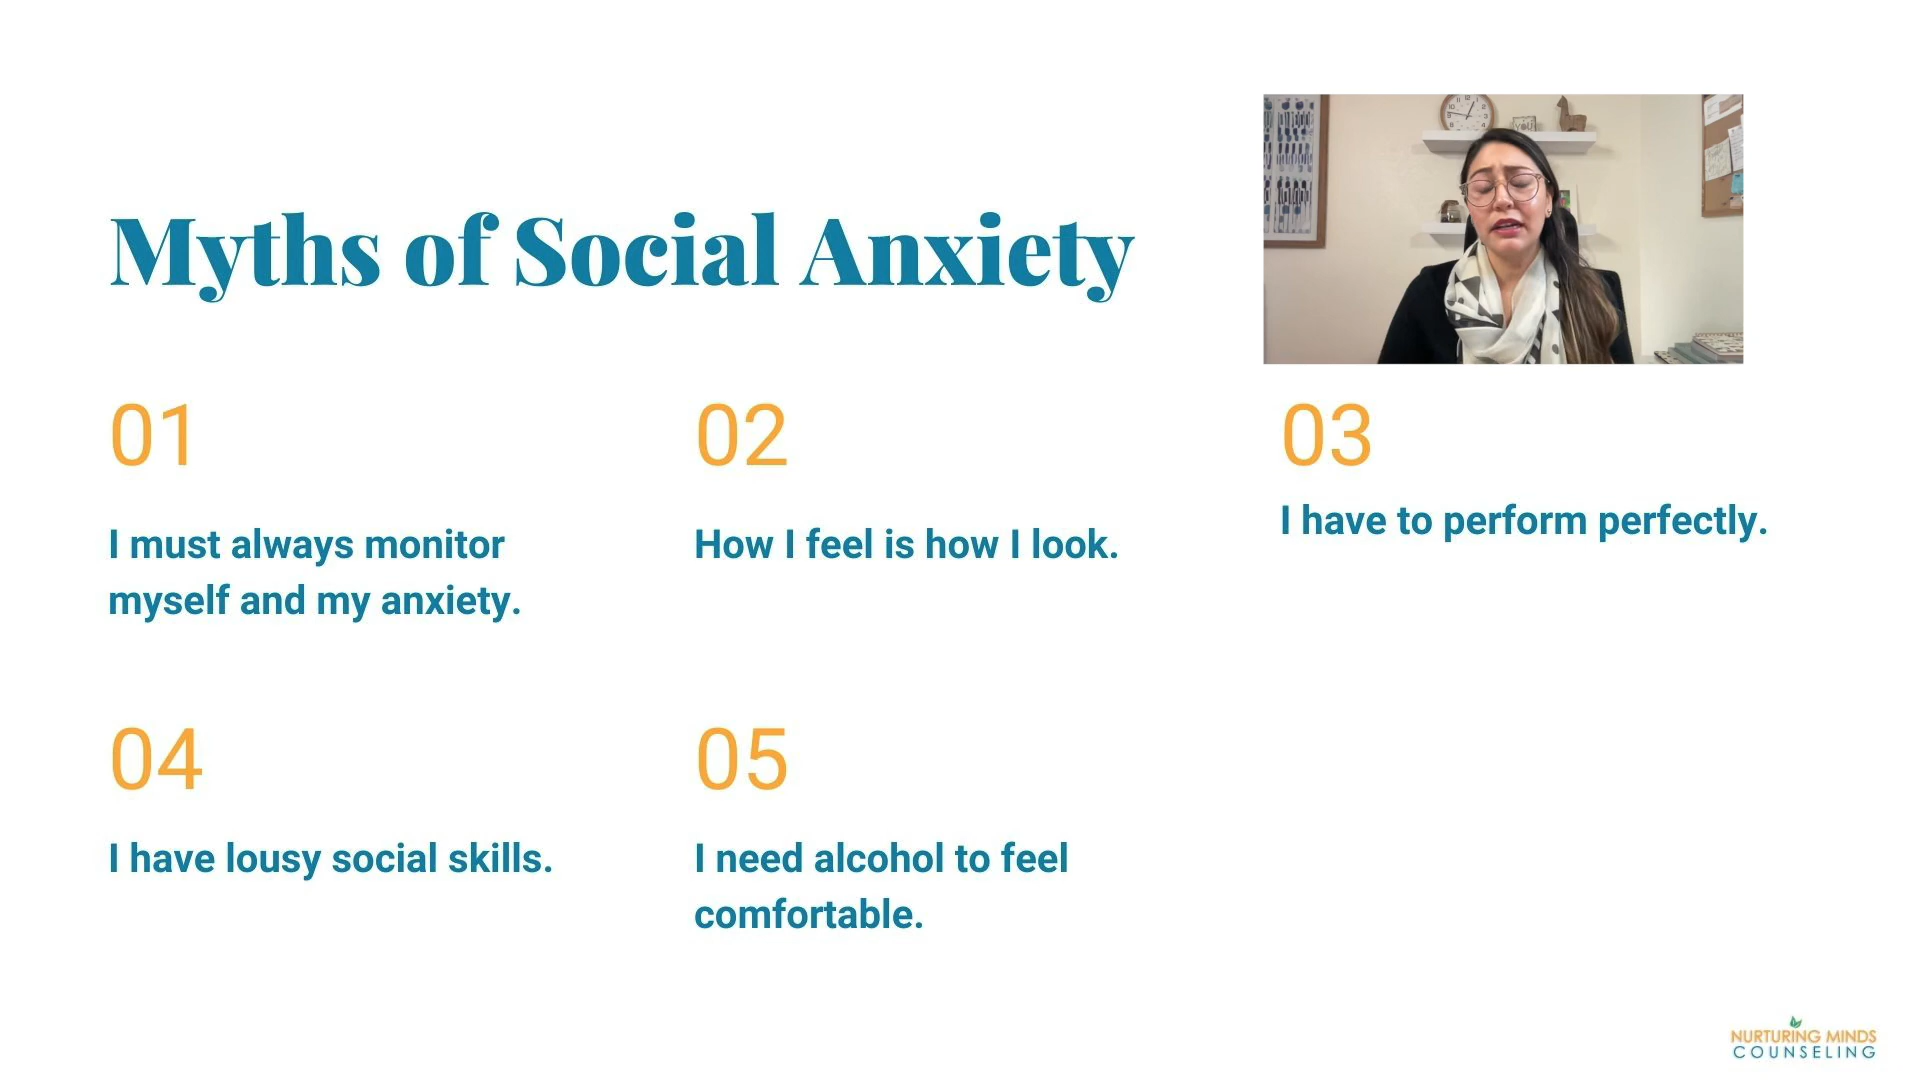 Myths of Social Anxiety
YOU
01
I must always monitor
myself and my anxiety.
02
How I feel is how I look.
03
I have to perform perfectly.
04
I have lousy social skills.
05
I need alcohol to feel
comfortable.
NURTURING MINDS
COUNSELING